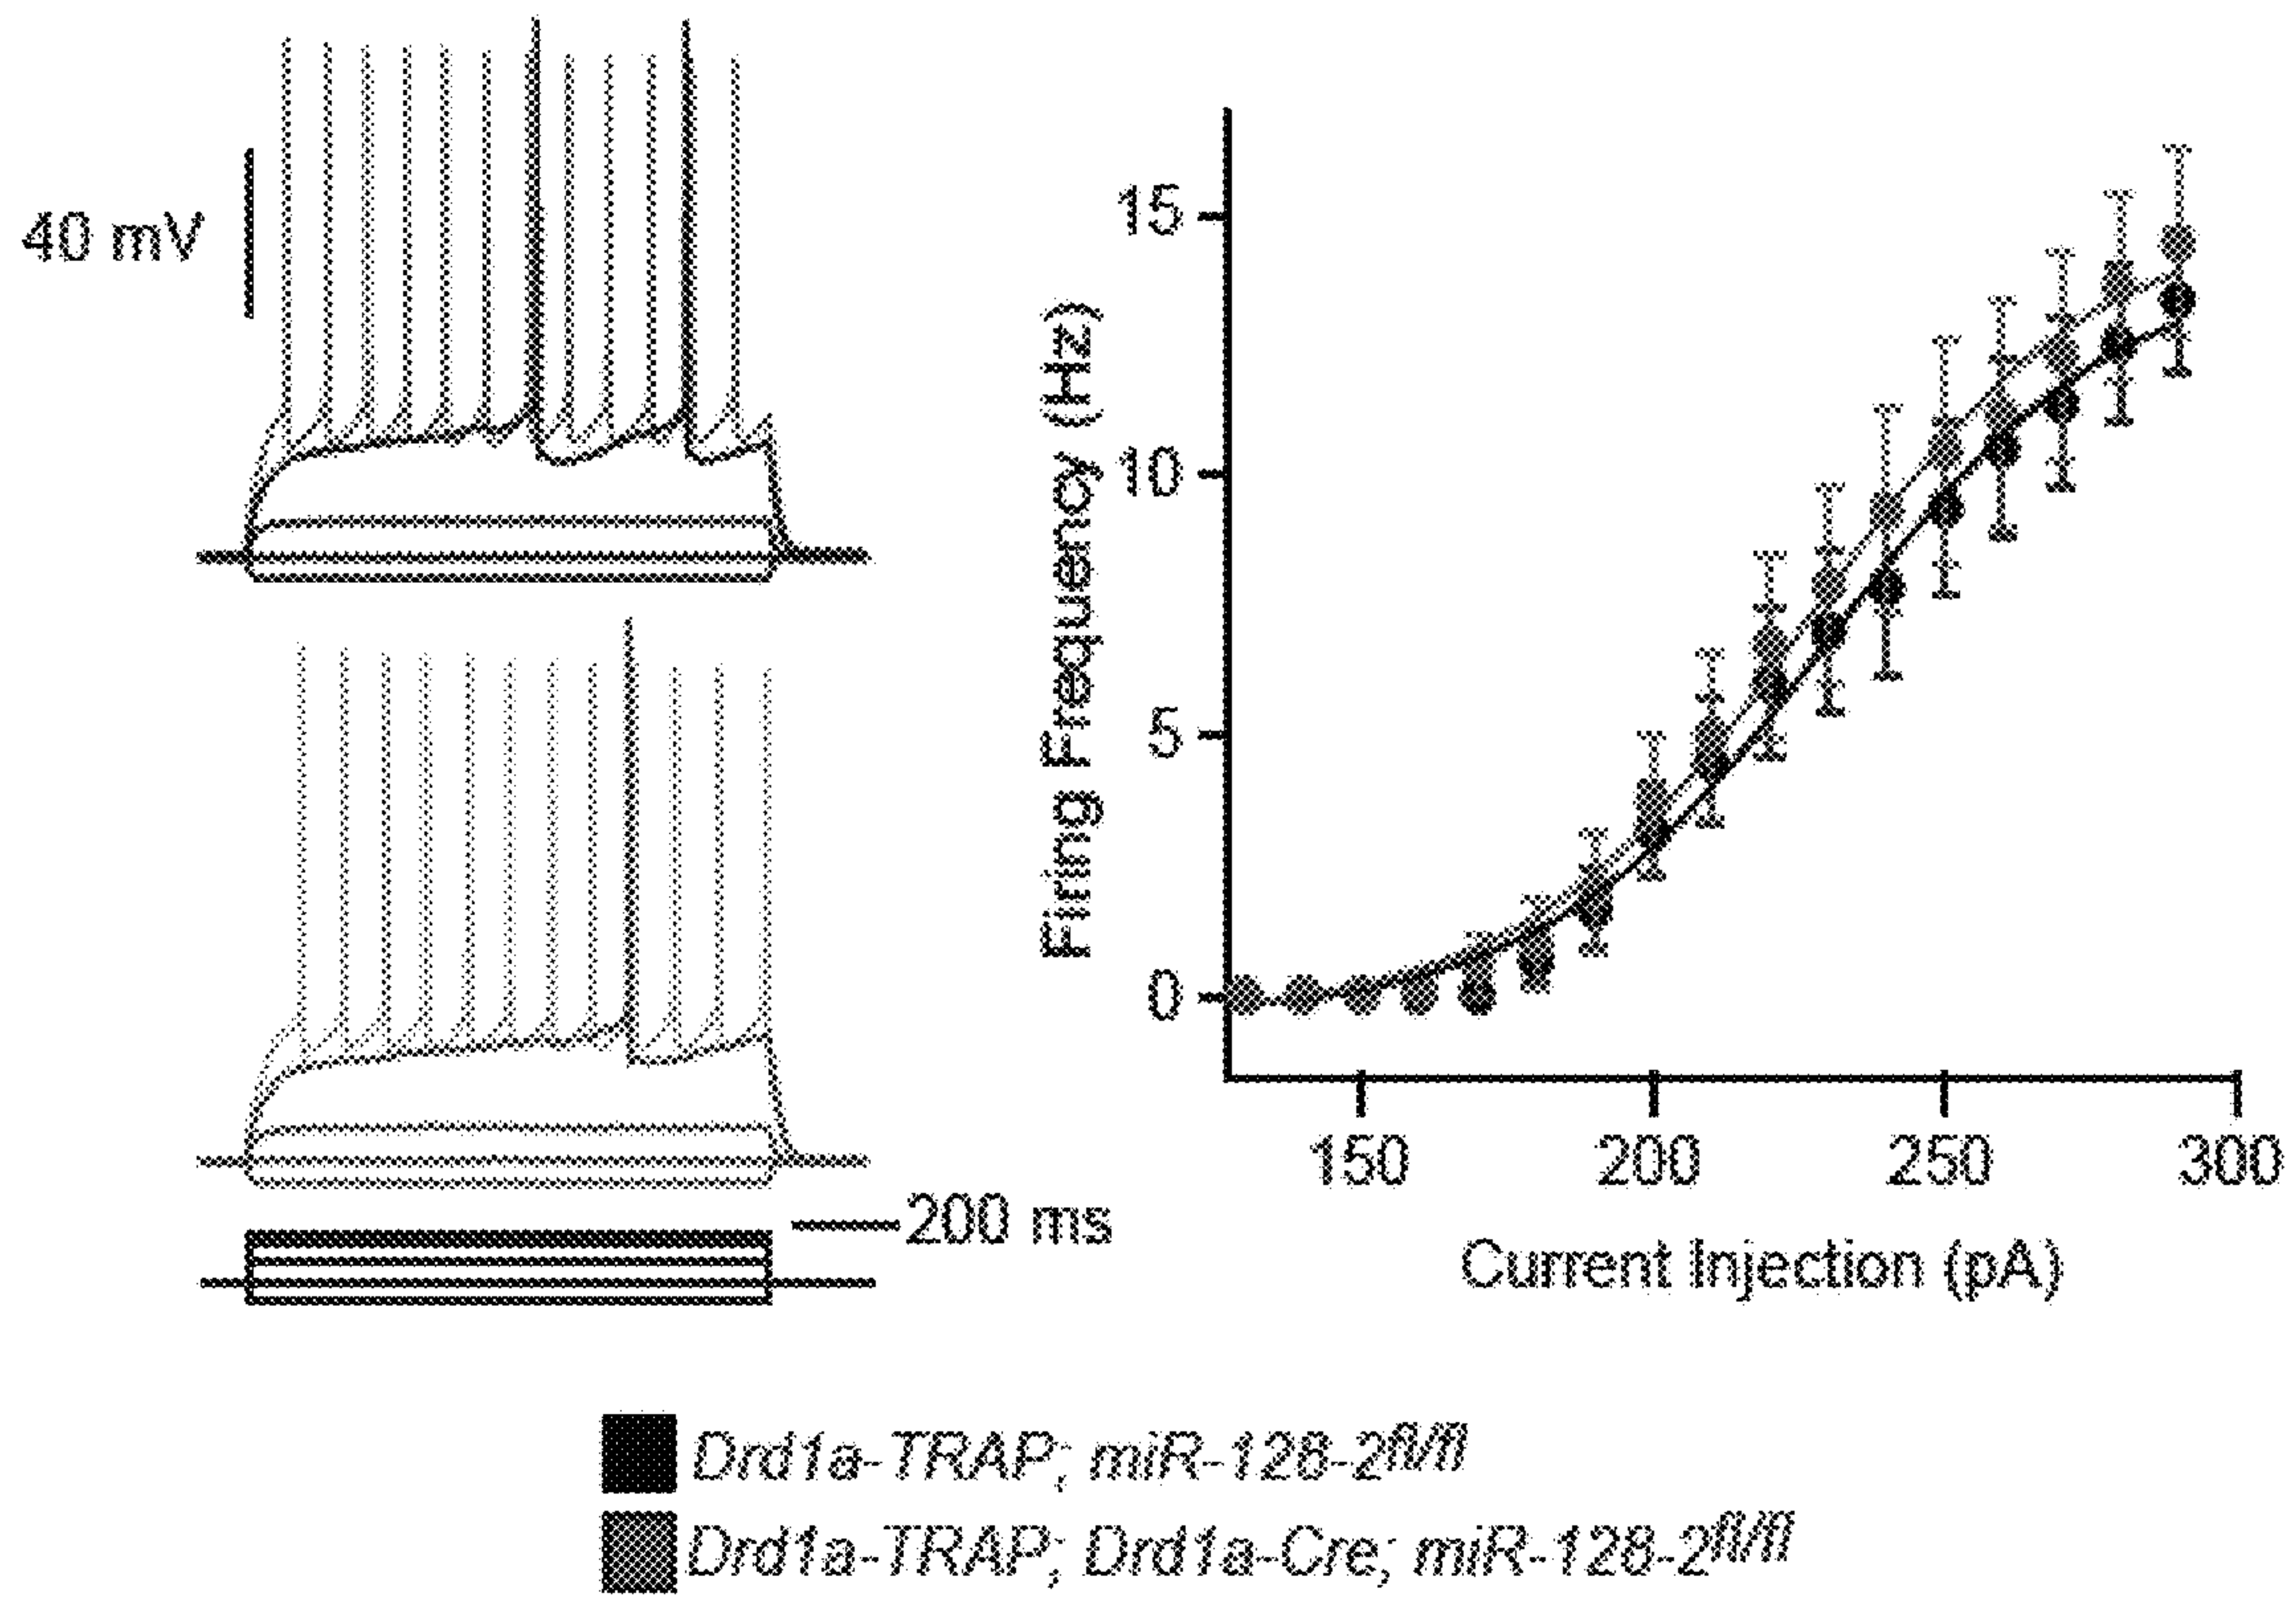 40 mV
200 ms
Firing Frequency (Hz)
15
10
5
0
150 200 250 300
Current Injection (pA)
Drd1a-TRAP; miR-128-2fl/fl
Drd1a-TRAP; Drd1a-Cre; miR-128-2fl/fl